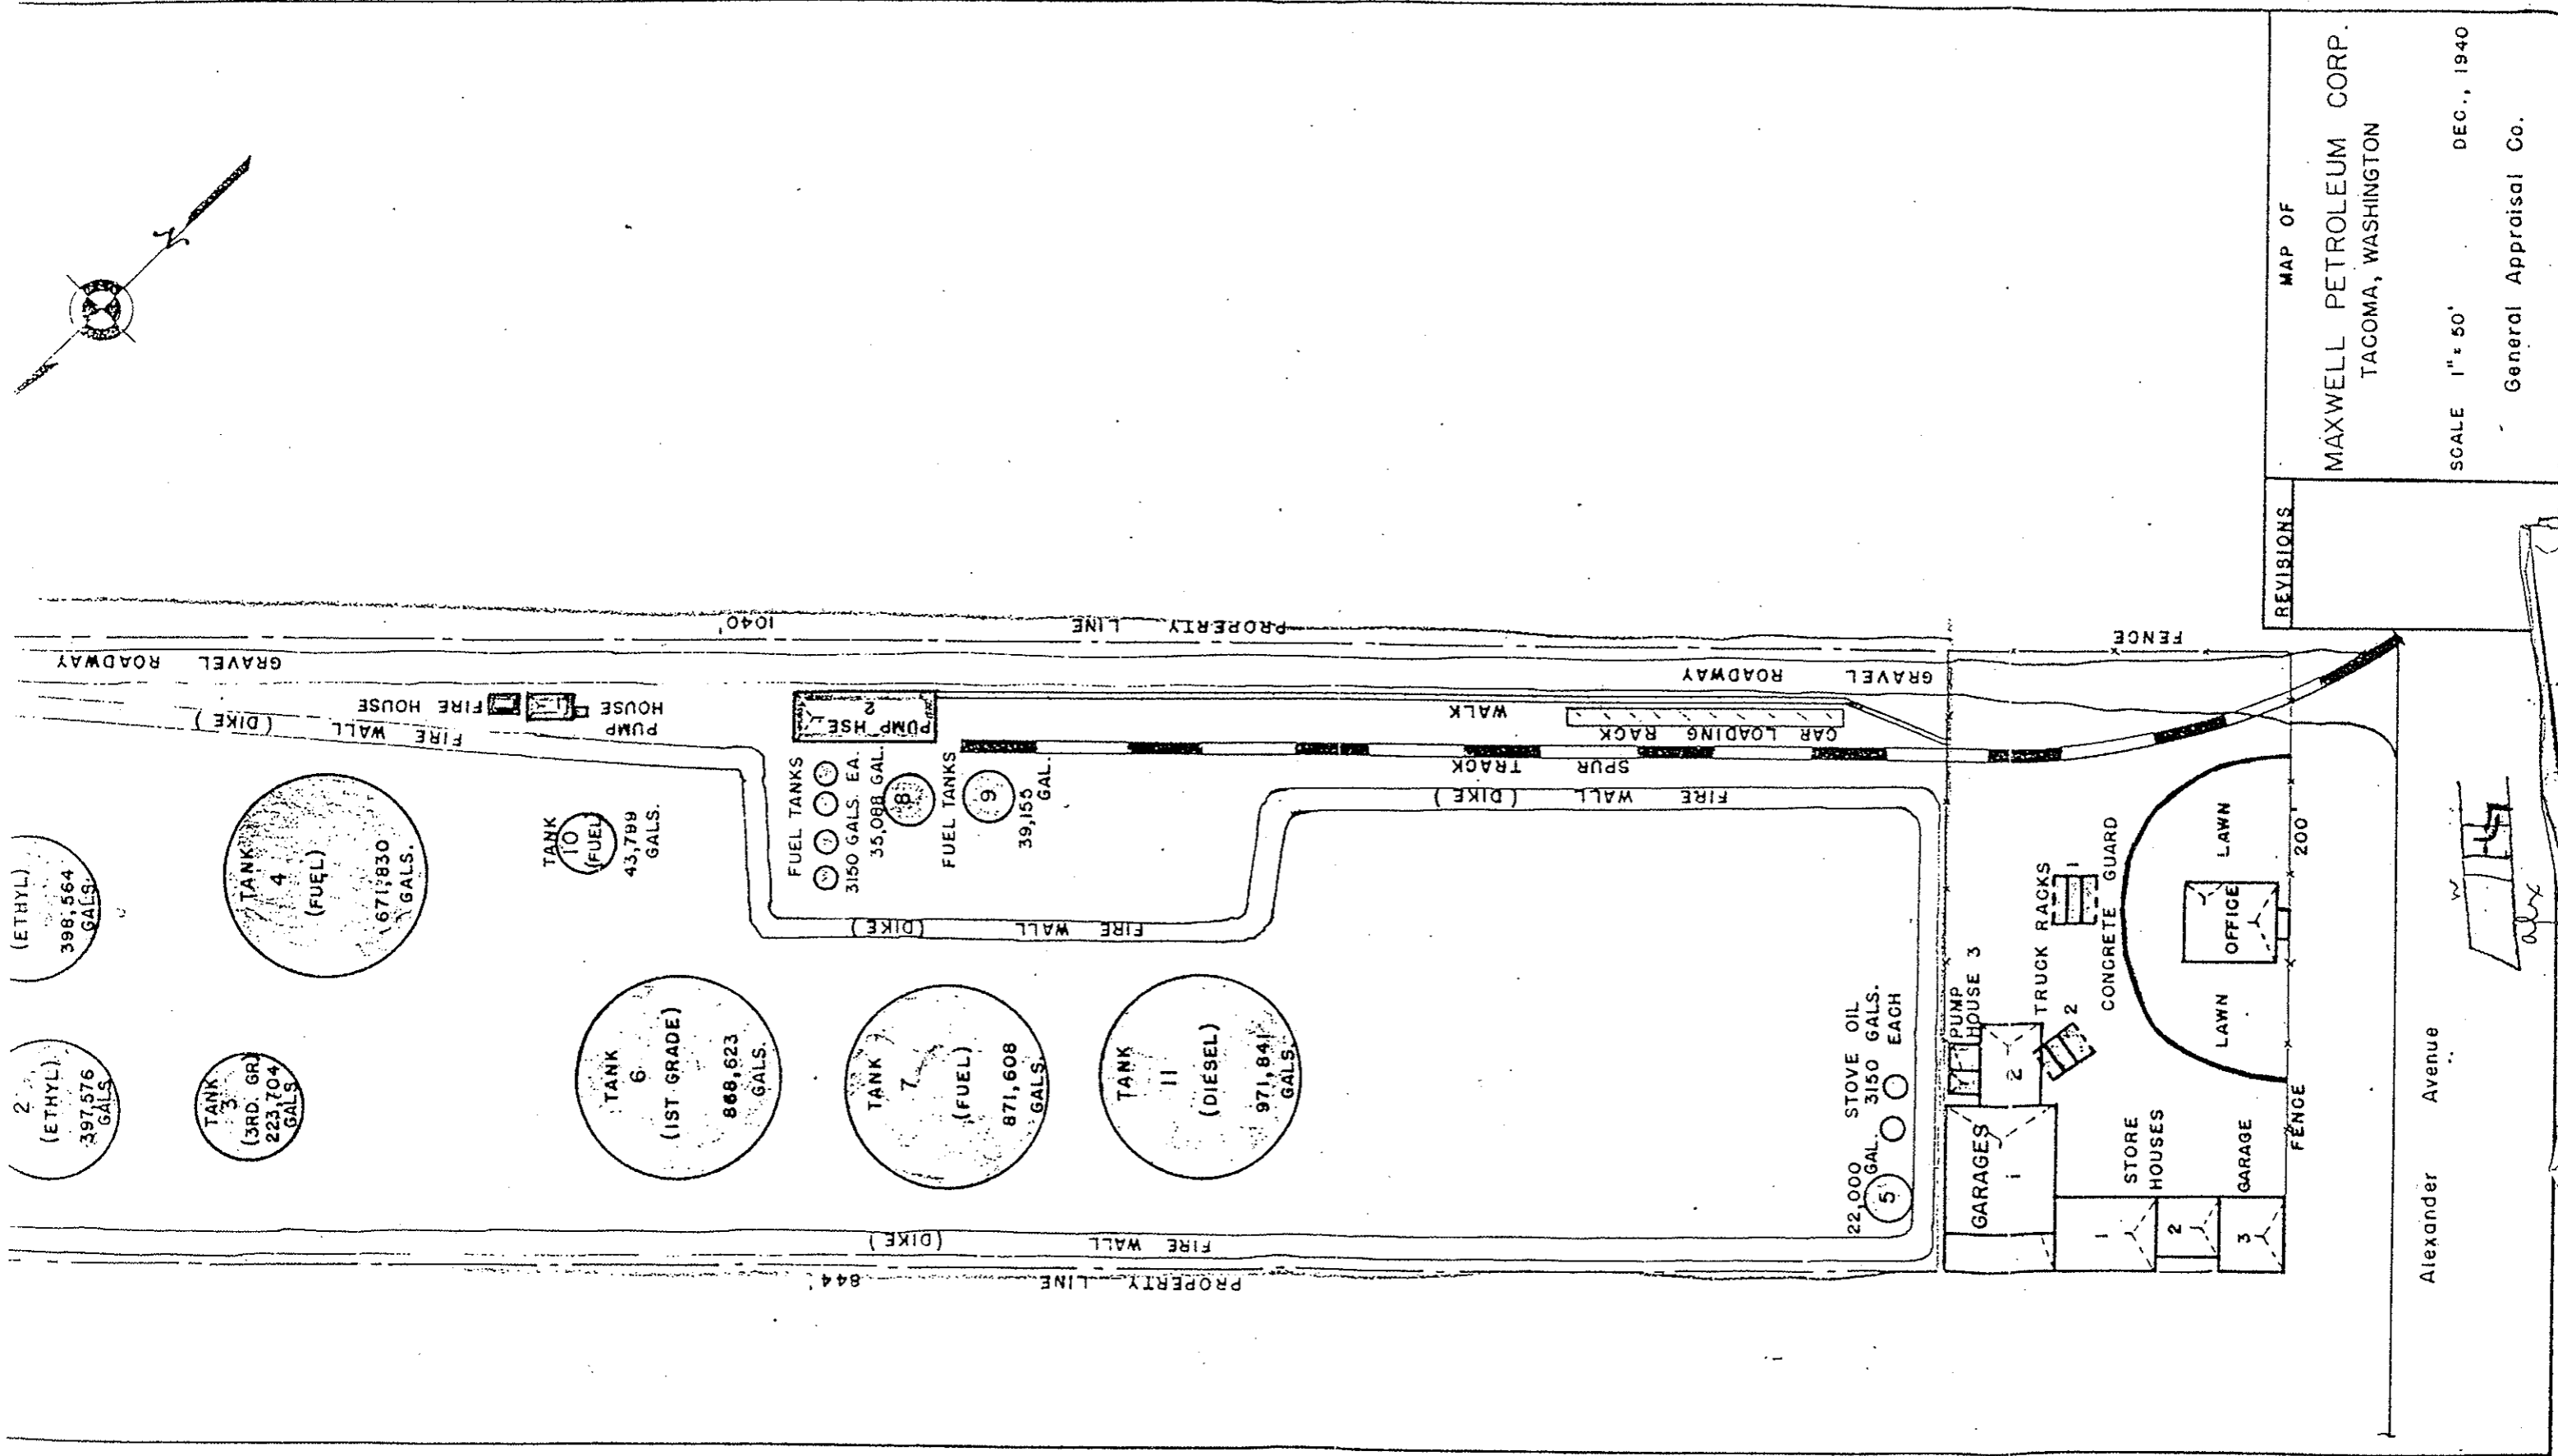 MAP OF
MAXWELL PETROLEUM CORP.
TACOMA, WASHINGTON
SCALE 1" = 50'
DEC., 1940
General Appraisal Co.
REVISIONS
PROPERTY LINE 1040'
GRAVEL ROADWAY
GRAVEL ROADWAY
FENCE
FIRE WALL (DIKE)
FIRE HOUSE
PUMP
HOUSE
1
PUMP HSE
2
WALK
CAR LOADING RACK
SPUR TRACK
FIRE WALL (DIKE)
FIRE WALL (DIKE)
(ETHYL)
398,564
GALS.
TANK
4
(FUEL)
671,830
GALS.
TANK
10
(FUEL)
43,799
GALS.
FUEL TANKS
3150 GALS. EA.
35,088 GAL.
8
FUEL TANKS
9
39,155
GAL.
2
(ETHYL)
397,576
GALS.
TANK
3
(3RD. GR.)
223,704
GALS.
TANK
6
(1ST GRADE)
868,623
GALS.
TANK
7
(FUEL)
871,608
GALS.
TANK
11
(DIESEL)
971,841
GALS.
22,000
GAL.
5
STOVE OIL
3150 GALS.
EACH
FIRE WALL (DIKE)
PROPERTY LINE 844'
PUMP
HOUSE 3
TRUCK RACKS
1
2
CONCRETE GUARD
GARAGES
1
2
STORE
HOUSES
1
2
GARAGE
3
LAWN
OFFICE
LAWN
FENCE
200'
Alexander Avenue
alex